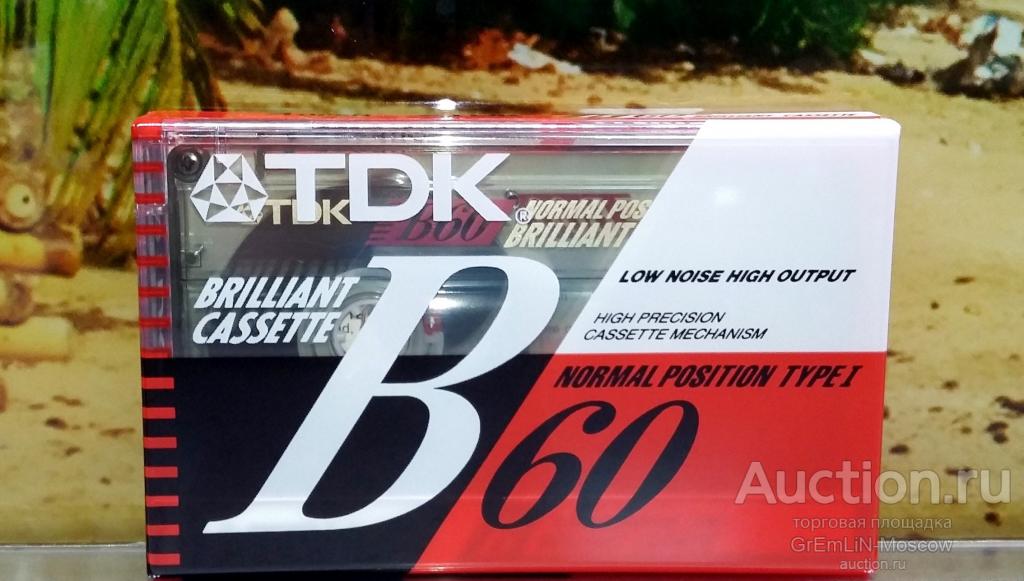 TDK
TDK B60 NORMAL POS
®
BRILLIANT
BRILLIANT
CASSETTE
B
LOW NOISE HIGH OUTPUT
HIGH PRECISION
CASSETTE MECHANISM
NORMAL POSITION TYPE I
60
Auction.ru
торговая площадка
GrEmLiN-Moscow
auction.ru